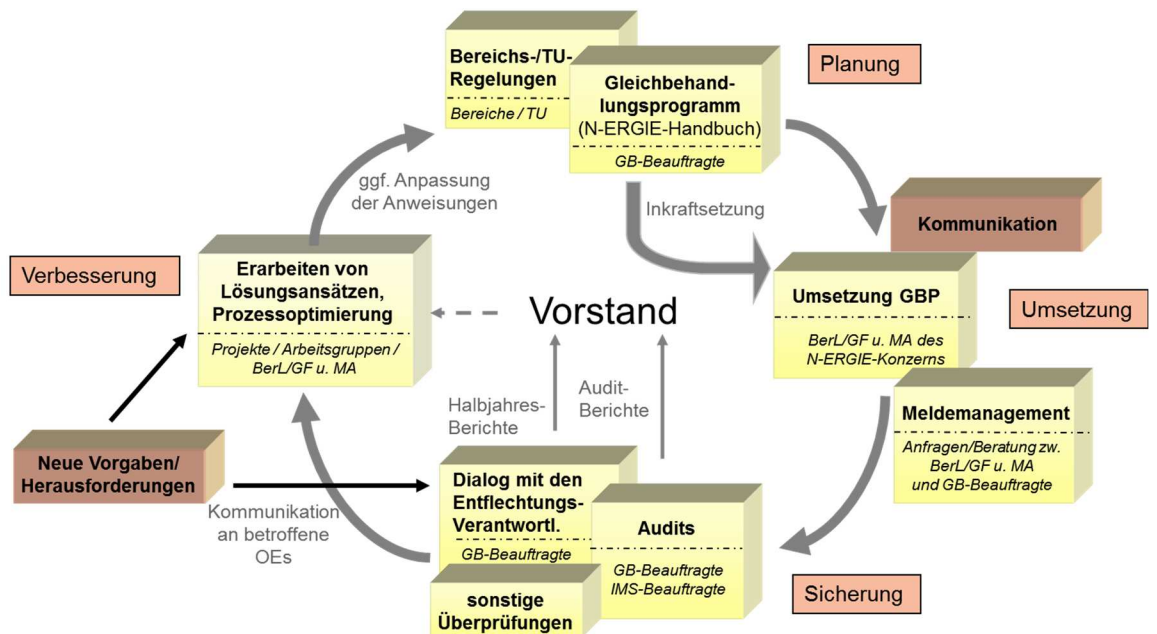 Bereichs-/TU-
Regelungen
Bereiche / TU
Gleichbehand-
lungsprogramm
(N-ERGIE-Handbuch)
GB-Beauftragte
Planung
ggf. Anpassung
der Anweisungen
Inkraftsetzung
Kommunikation
Verbesserung
Erarbeiten von
Lösungsansätzen,
Prozessoptimierung
Projekte / Arbeitsgruppen /
BerL/GF u. MA
Vorstand
Umsetzung GBP
BerL/GF u. MA des
N-ERGIE-Konzerns
Umsetzung
Halbjahres-
Berichte
Audit-
Berichte
Meldemanagement
Anfragen/Beratung zw.
BerL/GF u. MA
und GB-Beauftragte
Neue Vorgaben/
Herausforderungen
Kommunikation
an betroffene
OEs
Dialog mit den
Entflechtungs-
Verantwortl.
GB-Beauftragte
Audits
GB-Beauftragte
IMS-Beauftragte
sonstige
Überprüfungen
Sicherung